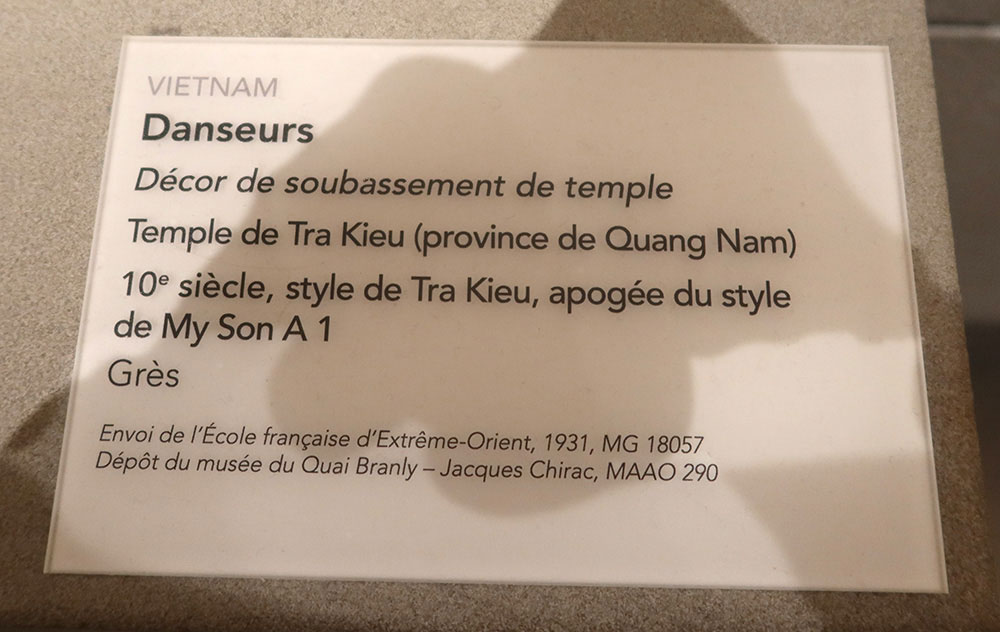 VIETNAM
Danseurs
Décor de soubassement de temple
Temple de Tra Kieu (province de Quang Nam)
10e siècle, style de Tra Kieu, apogée du style
de My Son A 1
Grès
Envoi de l'École française d'Extrême-Orient, 1931, MG 18057
Dépôt du musée du Quai Branly – Jacques Chirac, MAAO 290